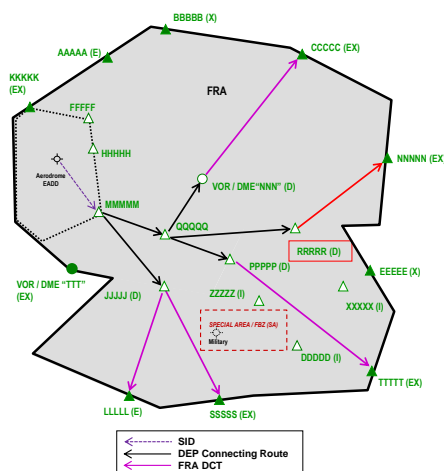 BBBBB (X)
CCCCC (EX)
AAAAA (E)
KKKKK
(EX)
FRA
FFFFF
HHHHH
NNNNN (EX
Aerodrome
EADD
VOR / DME“NNN” (D)
MMMMM
QQQQQ
RRRRR (D)
PPPPP (D)
EEEEE (X)
VOR / DME “TTT”
(EX)
JJJJJ (D)
ZZZZZ (I)
XXXXX (I)
SPECIAL AREA / FBZ (SA)
Military
DDDDD (I)
TTTTT (EX)
LLLLL (E)
SSSSS (EX)
SID
DEP Connecting Route
FRA DCT